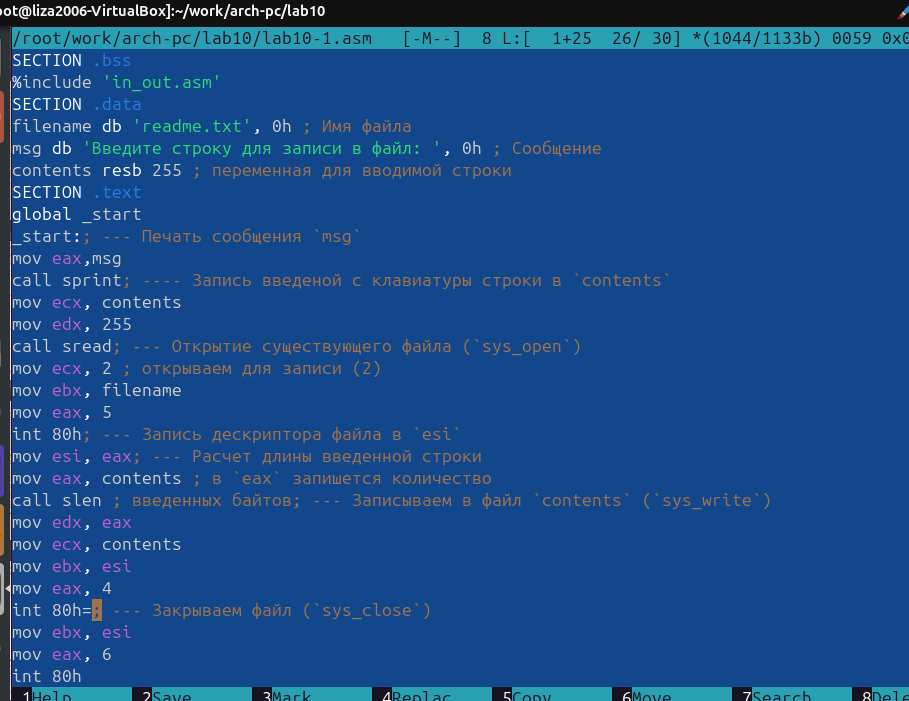 oot@liza2006-VirtualBox]:~/work/arch-pc/lab10
/root/work/arch-pc/lab10/lab10-1.asm [-M--] 8 L:[ 1+25 26/ 30] *(1044/1133b) 0059 0x0
SECTION .bss
%include 'in_out.asm'
SECTION .data
filename db 'readme.txt', 0h ; Имя файла
msg db 'Введите строку для записи в файл: ', 0h ; Сообщение
contents resb 255 ; переменная для вводимой строки
SECTION .text
global _start
_start:; --- Печать сообщения `msg`
mov eax,msg
call sprint; ---- Запись введеной с клавиатуры строки в `contents`
mov ecx, contents
mov edx, 255
call sread; --- Открытие существующего файла (`sys_open`)
mov ecx, 2 ; открываем для записи (2)
mov ebx, filename
mov eax, 5
int 80h; --- Запись дескриптора файла в `esi`
mov esi, eax; --- Расчет длины введенной строки
mov eax, contents ; в `eax` запишется количество
call slen ; введенных байтов; --- Записываем в файл `contents` (`sys_write`)
mov edx, eax
mov ecx, contents
mov ebx, esi
mov eax, 4
int 80h=; --- Закрываем файл (`sys_close`)
mov ebx, esi
mov eax, 6
int 80h
1Help 2Save 3Mark 4Replac 5Copy 6Move 7Search 8Dele